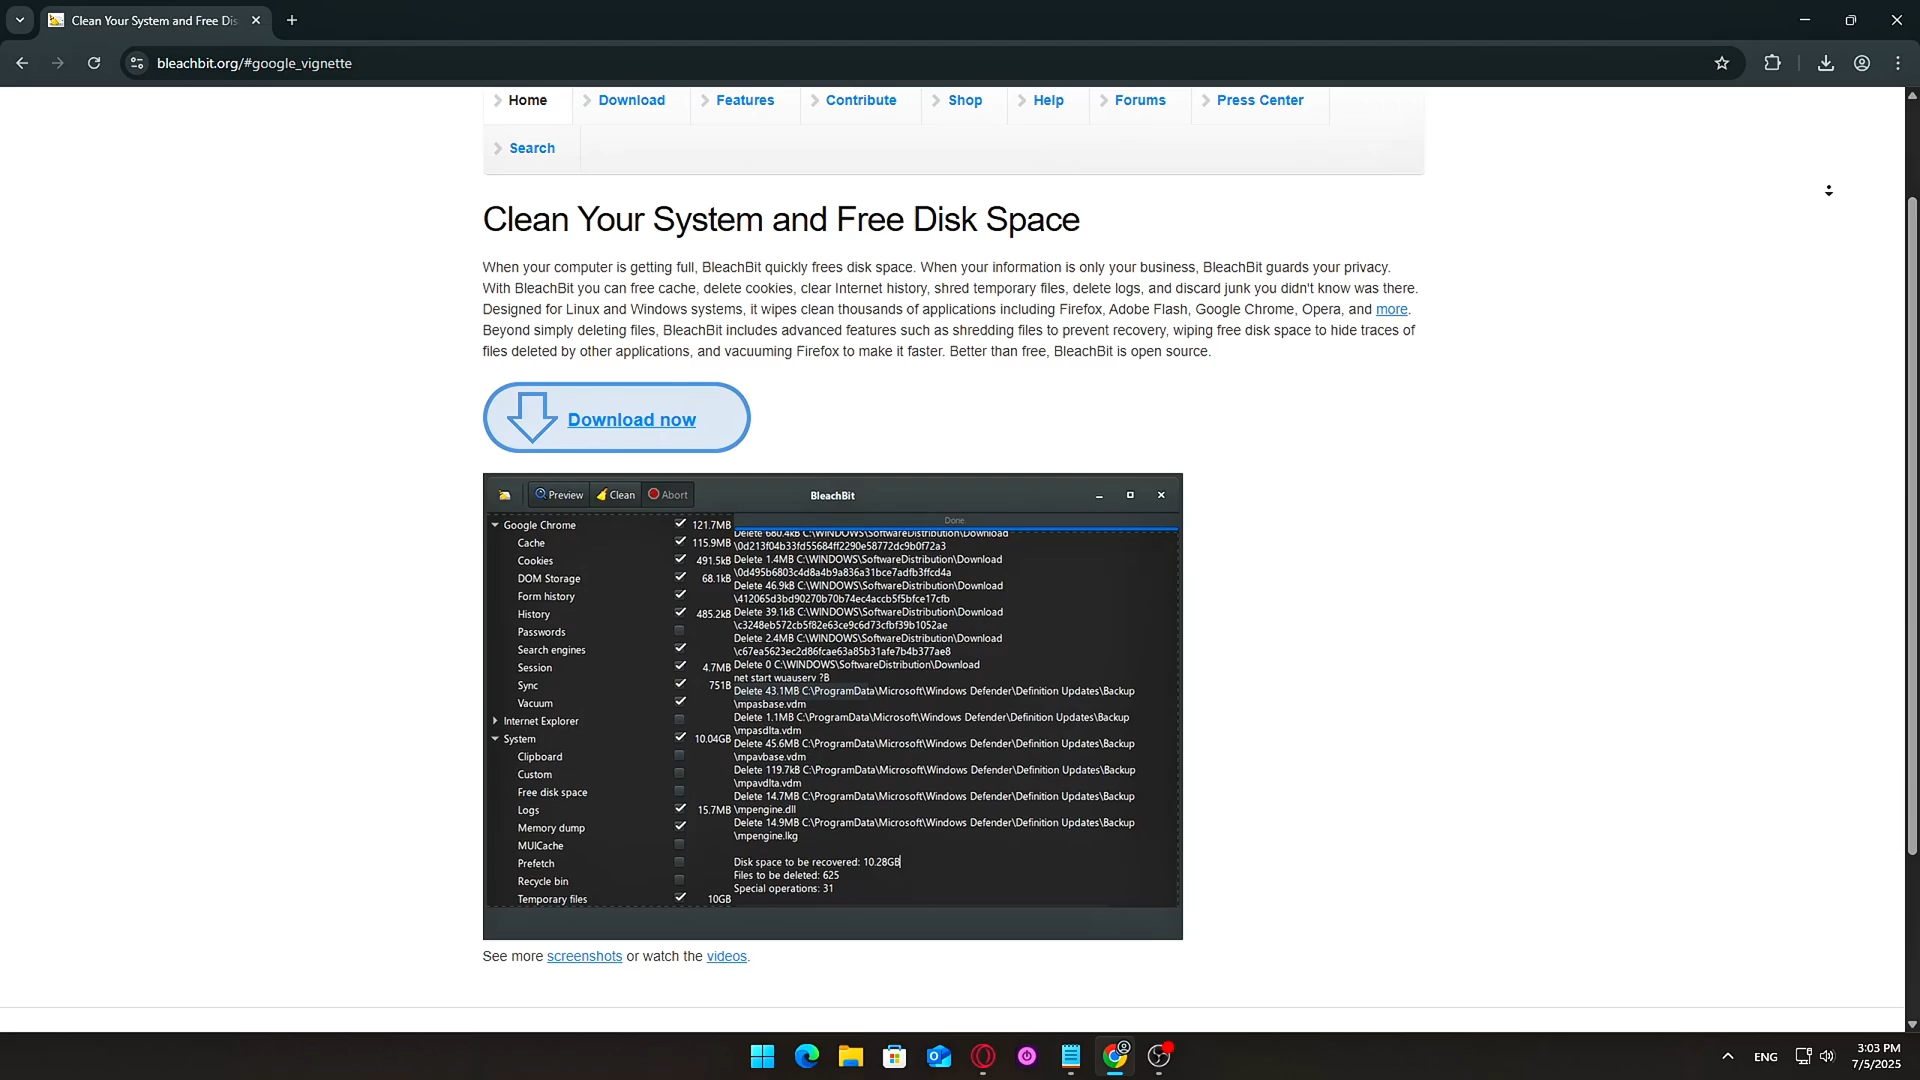 Clean Your System and Free Dis
bleachbit.org/#google_vignette
Home Download Features Contribute Shop Help Forums Press Center
Search
Clean Your System and Free Disk Space
When your computer is getting full, BleachBit quickly frees disk space. When your information is only your business, BleachBit guards your privacy.
With BleachBit you can free cache, delete cookies, clear Internet history, shred temporary files, delete logs, and discard junk you didn't know was there.
Designed for Linux and Windows systems, it wipes clean thousands of applications including Firefox, Adobe Flash, Google Chrome, Opera, and more.
Beyond simply deleting files, BleachBit includes advanced features such as shredding files to prevent recovery, wiping free disk space to hide traces of
files deleted by other applications, and vacuuming Firefox to make it faster. Better than free, BleachBit is open source.
Download now
Preview Clean Abort BleachBit
Done
Google Chrome 121.7MB
Cache 115.9MB
Cookies 491.5kB
DOM Storage 68.1kB
Form history
History 485.2kB
Passwords
Search engines
Session 4.7MB
Sync 751B
Vacuum
Internet Explorer
System 10.04GB
Clipboard
Custom
Free disk space
Logs 15.7MB
Memory dump
MUICache
Prefetch
Recycle bin
Temporary files 10GB
Delete 680.4kB C:\WINDOWS\SoftwareDistribution\Download
\0d213f04b33fd55684ff2290e58772dc9b0f72a3
Delete 1.4MB C:\WINDOWS\SoftwareDistribution\Download
\0d495b6803c4d8a4b9a836a31bce7adfb3ffcd4a
Delete 46.9kB C:\WINDOWS\SoftwareDistribution\Download
\412065d3bd90270b70b74ec4accb5f5bfce17cfb
Delete 39.1kB C:\WINDOWS\SoftwareDistribution\Download
\c3248eb572cb5f82e63ce9c6d73cfbf39b1052ae
Delete 2.4MB C:\WINDOWS\SoftwareDistribution\Download
\c67ea5623ec2d86fcae63a85b31afe7b4b377ae8
Delete 0 C:\WINDOWS\SoftwareDistribution\Download
net start wuauserv ?B
Delete 43.1MB C:\ProgramData\Microsoft\Windows Defender\Definition Updates\Backup
\mpasbase.vdm
Delete 1.1MB C:\ProgramData\Microsoft\Windows Defender\Definition Updates\Backup
\mpasdlta.vdm
Delete 45.6MB C:\ProgramData\Microsoft\Windows Defender\Definition Updates\Backup
\mpavbase.vdm
Delete 119.7kB C:\ProgramData\Microsoft\Windows Defender\Definition Updates\Backup
\mpavdlta.vdm
Delete 14.7MB C:\ProgramData\Microsoft\Windows Defender\Definition Updates\Backup
\mpengine.dll
Delete 14.9MB C:\ProgramData\Microsoft\Windows Defender\Definition Updates\Backup
\mpengine.lkg
Disk space to be recovered: 10.28GB
Files to be deleted: 625
Special operations: 31
See more screenshots or watch the videos.
ENG
3:03 PM
7/5/2025